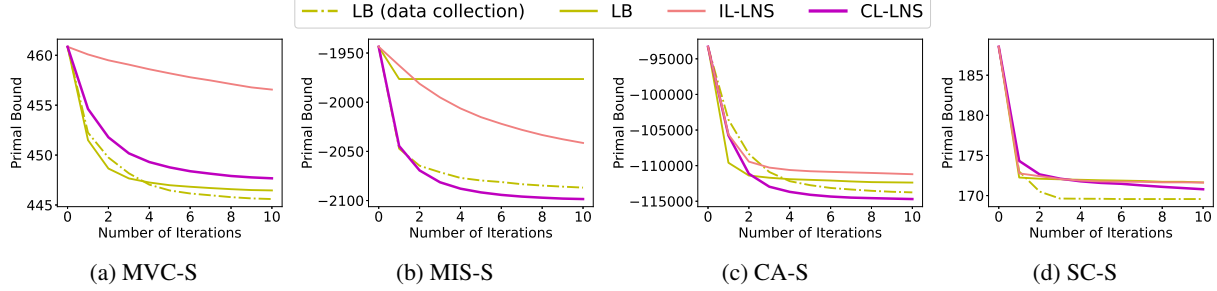 LB (data collection) LB IL-LNS CL-LNS
Primal Bound
460
455
450
445
0 2 4 6 8 10
Number of Iterations
(a) MVC-S
Primal Bound
−1950
−2000
−2050
−2100
0 2 4 6 8 10
Number of Iterations
(b) MIS-S
Primal Bound
−95000
−100000
−105000
−110000
−115000
0 2 4 6 8 10
Number of Iterations
(c) CA-S
Primal Bound
185
180
175
170
0 2 4 6 8 10
Number of Iterations
(d) SC-S